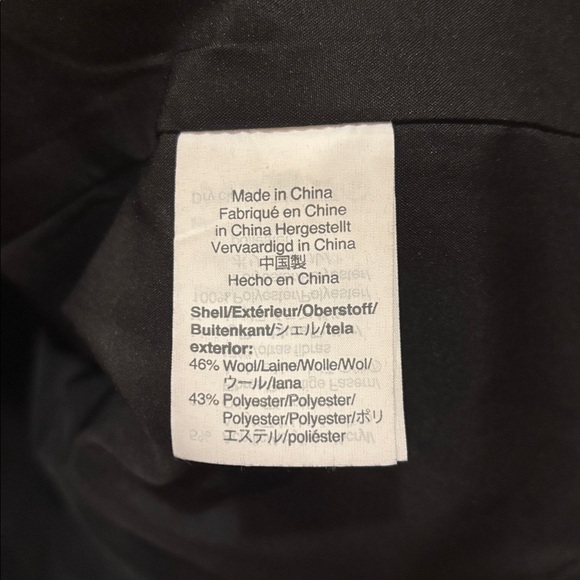 Made in China
Fabriqué en Chine
in China Hergestellt
Vervaardigd in China
中国製
Hecho en China
Shell/Extérieur/Oberstoff/
Buitenkant/シェル/tela
exterior:
46% Wool/Laine/Wolle/Wol/
ウール/lana
43% Polyester/Polyester/
Polyester/Polyester/ポリ
エステル/poliéster